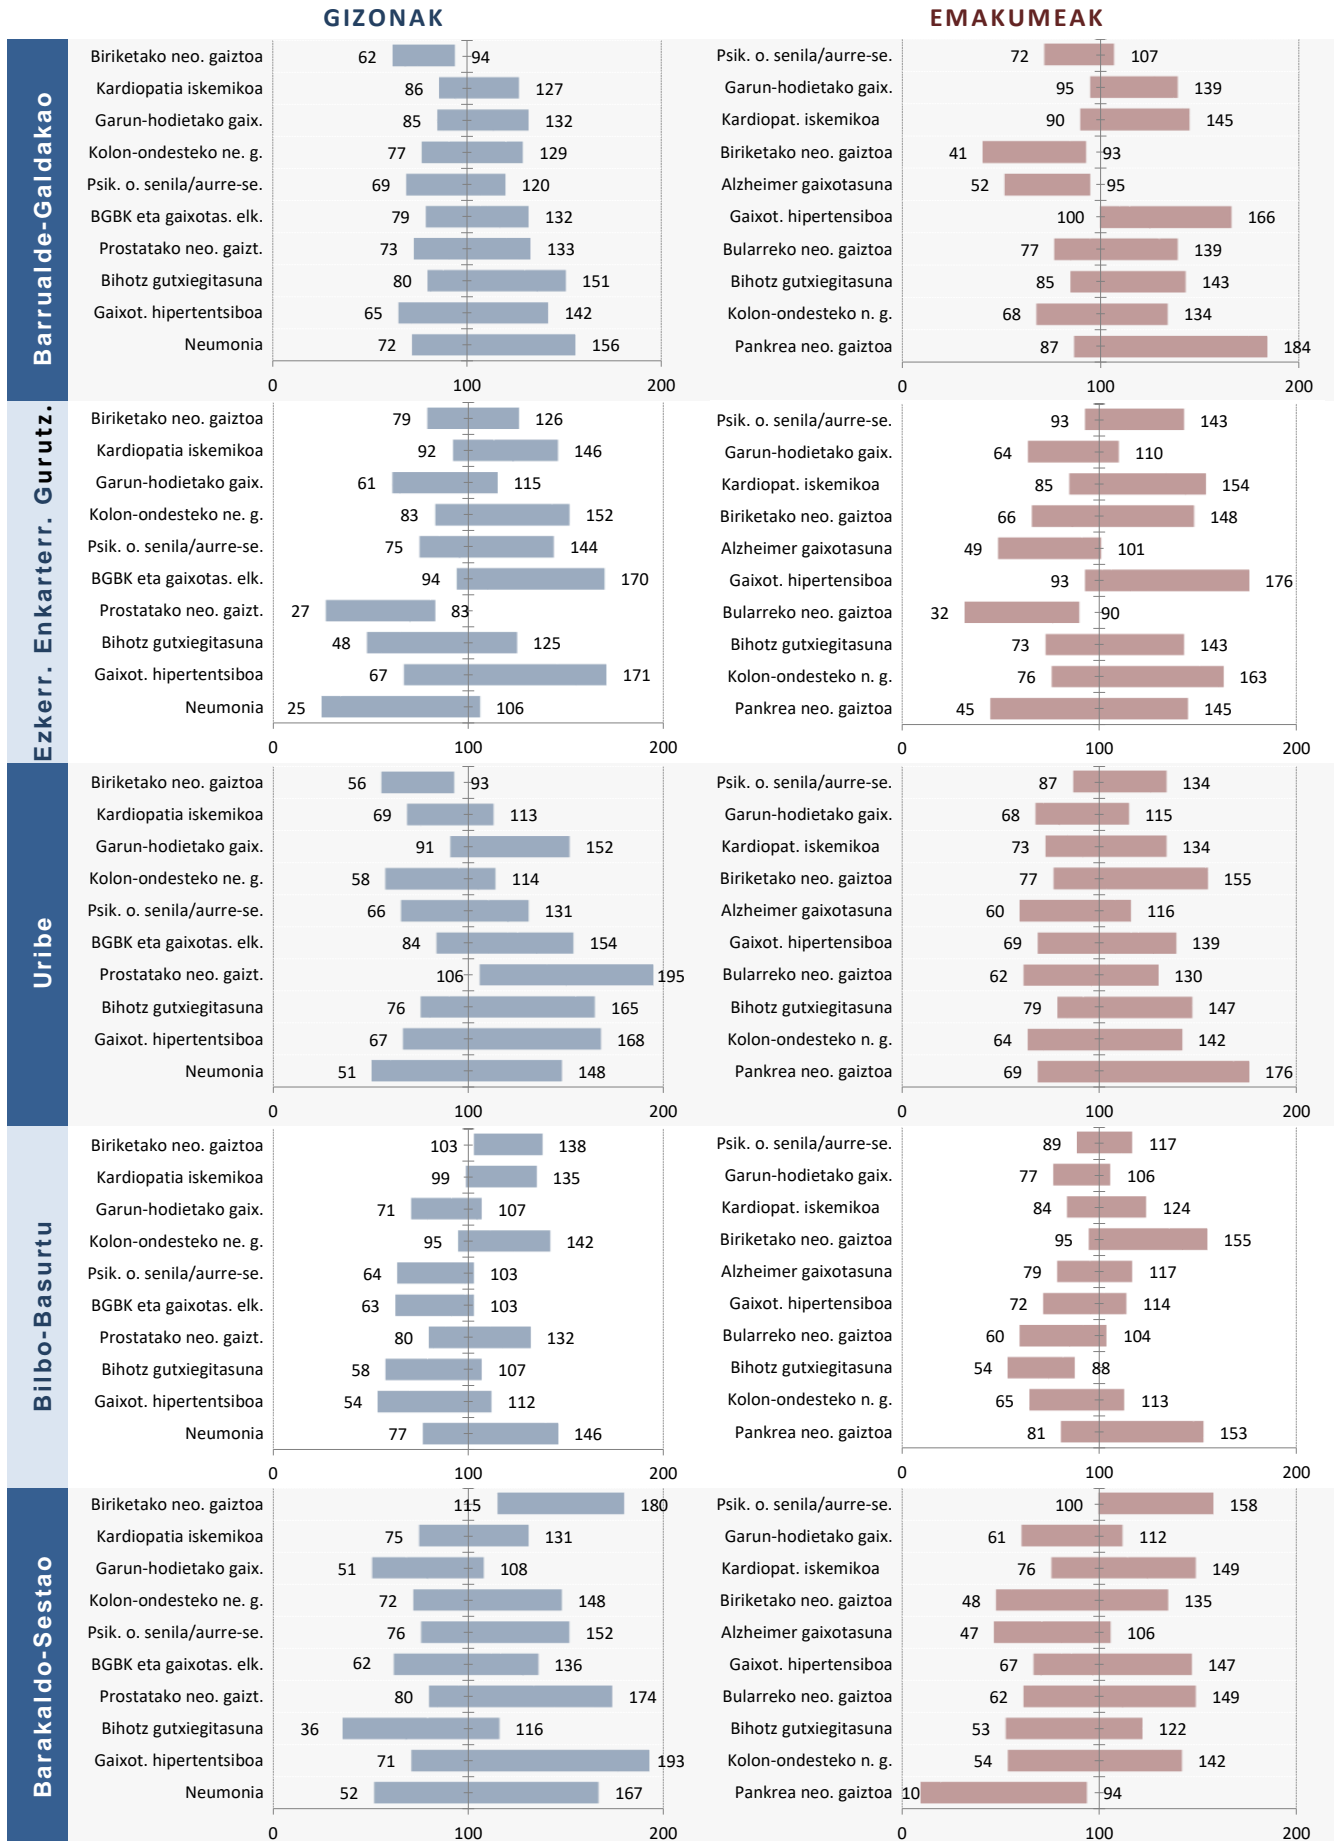 GIZONAK
EMAKUMEAK
Barrualde-Galdakao
Biriketako neo. gaiztoa 62 94
Kardiopatia iskemikoa 86 127
Garun-hodietako gaix. 85 132
Kolon-ondesteko ne. g. 77 129
Psik. o. senila/aurre-se. 69 120
BGBK eta gaixotas. elk. 79 132
Prostatako neo. gaizt. 73 133
Bihotz gutxiegitasuna 80 151
Gaixot. hipertentsiboa 65 142
Neumonia 72 156
0 100 200
Psik. o. senila/aurre-se. 72 107
Garun-hodietako gaix. 95 139
Kardiopat. iskemikoa 90 145
Biriketako neo. gaiztoa 41 93
Alzheimer gaixotasuna 52 95
Gaixot. hipertensiboa 100 166
Bularreko neo. gaiztoa 77 139
Bihotz gutxiegitasuna 85 143
Kolon-ondesteko n. g. 68 134
Pankrea neo. gaiztoa 87 184
0 100 200
Ezkerr. Enkarterr. Gurutz.
Biriketako neo. gaiztoa 79 126
Kardiopatia iskemikoa 92 146
Garun-hodietako gaix. 61 115
Kolon-ondesteko ne. g. 83 152
Psik. o. senila/aurre-se. 75 144
BGBK eta gaixotas. elk. 94 170
Prostatako neo. gaizt. 27 83
Bihotz gutxiegitasuna 48 125
Gaixot. hipertentsiboa 67 171
Neumonia 25 106
0 100 200
Psik. o. senila/aurre-se. 93 143
Garun-hodietako gaix. 64 110
Kardiopat. iskemikoa 85 154
Biriketako neo. gaiztoa 66 148
Alzheimer gaixotasuna 49 101
Gaixot. hipertensiboa 93 176
Bularreko neo. gaiztoa 32 90
Bihotz gutxiegitasuna 73 143
Kolon-ondesteko n. g. 76 163
Pankrea neo. gaiztoa 45 145
0 100 200
Uribe
Biriketako neo. gaiztoa 56 93
Kardiopatia iskemikoa 69 113
Garun-hodietako gaix. 91 152
Kolon-ondesteko ne. g. 58 114
Psik. o. senila/aurre-se. 66 131
BGBK eta gaixotas. elk. 84 154
Prostatako neo. gaizt. 106 195
Bihotz gutxiegitasuna 76 165
Gaixot. hipertentsiboa 67 168
Neumonia 51 148
0 100 200
Psik. o. senila/aurre-se. 87 134
Garun-hodietako gaix. 68 115
Kardiopat. iskemikoa 73 134
Biriketako neo. gaiztoa 77 155
Alzheimer gaixotasuna 60 116
Gaixot. hipertensiboa 69 139
Bularreko neo. gaiztoa 62 130
Bihotz gutxiegitasuna 79 147
Kolon-ondesteko n. g. 64 142
Pankrea neo. gaiztoa 69 176
0 100 200
Bilbo-Basurtu
Biriketako neo. gaiztoa 103 138
Kardiopatia iskemikoa 99 135
Garun-hodietako gaix. 71 107
Kolon-ondesteko ne. g. 95 142
Psik. o. senila/aurre-se. 64 103
BGBK eta gaixotas. elk. 63 103
Prostatako neo. gaizt. 80 132
Bihotz gutxiegitasuna 58 107
Gaixot. hipertentsiboa 54 112
Neumonia 77 146
0 100 200
Psik. o. senila/aurre-se. 89 117
Garun-hodietako gaix. 77 106
Kardiopat. iskemikoa 84 124
Biriketako neo. gaiztoa 95 155
Alzheimer gaixotasuna 79 117
Gaixot. hipertensiboa 72 114
Bularreko neo. gaiztoa 60 104
Bihotz gutxiegitasuna 54 88
Kolon-ondesteko n. g. 65 113
Pankrea neo. gaiztoa 81 153
0 100 200
Barakaldo-Sestao
Biriketako neo. gaiztoa 115 180
Kardiopatia iskemikoa 75 131
Garun-hodietako gaix. 51 108
Kolon-ondesteko ne. g. 72 148
Psik. o. senila/aurre-se. 76 152
BGBK eta gaixotas. elk. 62 136
Prostatako neo. gaizt. 80 174
Bihotz gutxiegitasuna 36 116
Gaixot. hipertentsiboa 71 193
Neumonia 52 167
0 100 200
Psik. o. senila/aurre-se. 100 158
Garun-hodietako gaix. 61 112
Kardiopat. iskemikoa 76 149
Biriketako neo. gaiztoa 48 135
Alzheimer gaixotasuna 47 106
Gaixot. hipertensiboa 67 147
Bularreko neo. gaiztoa 62 149
Bihotz gutxiegitasuna 53 122
Kolon-ondesteko n. g. 54 142
Pankrea neo. gaiztoa 10 94
0 100 200